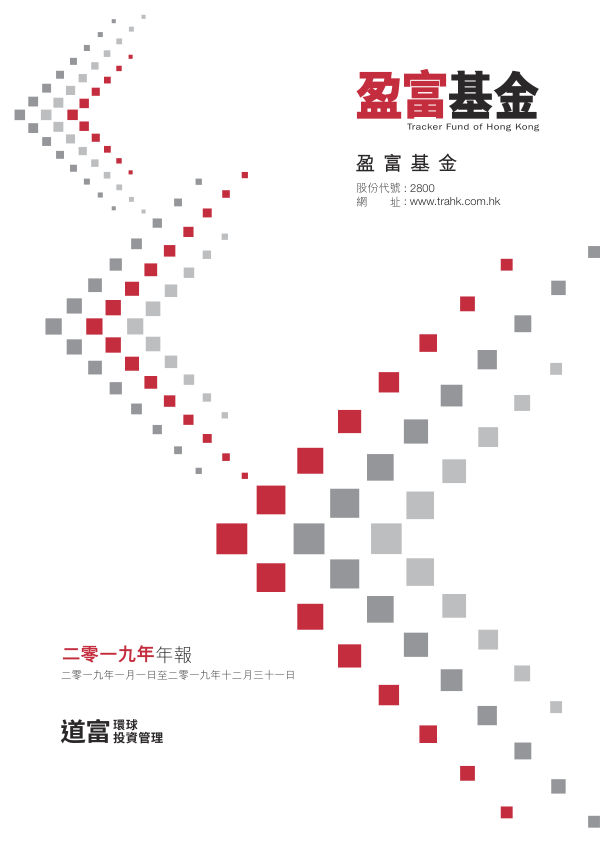 盈富基金
Tracker Fund of Hong Kong
盈富基金
股份代號 : 2800
網　　址 : www.trahk.com.hk
二零一九年年報
二零一九年一月一日至二零一九年十二月三十一日
道富 環球
投資管理